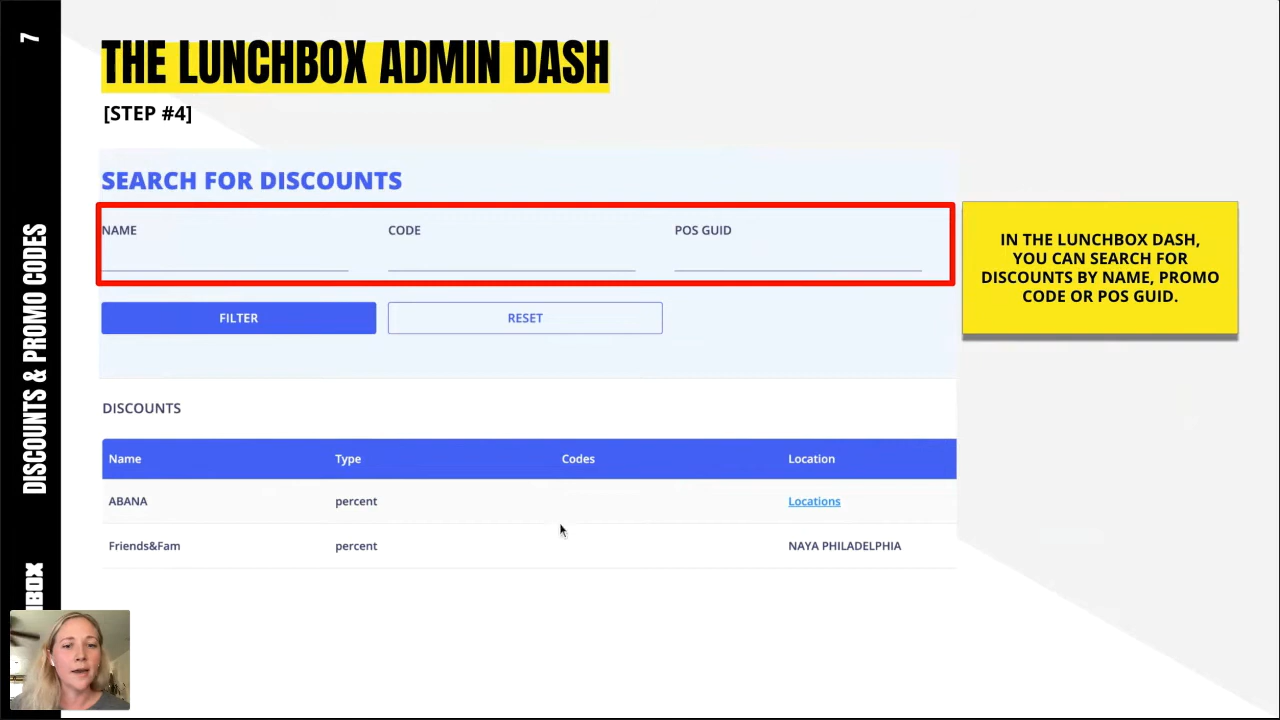 7
DISCOUNTS & PROMO CODES
THE LUNCHBOX ADMIN DASH
[STEP #4]
SEARCH FOR DISCOUNTS
NAME CODE POS GUID
FILTER RESET
IN THE LUNCHBOX DASH,
YOU CAN SEARCH FOR
DISCOUNTS BY NAME, PROMO
CODE OR POS GUID.
DISCOUNTS
Name Type Codes Location
ABANA percent Locations
Friends&Fam percent NAYA PHILADELPHIA